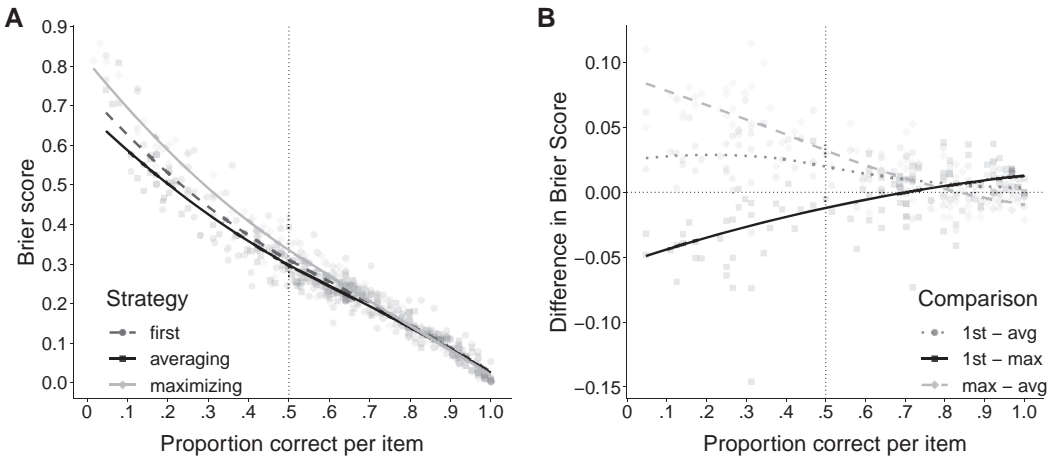 A
Brier score
0.9
0.8
0.7
0.6
0.5
0.4
0.3
0.2
0.1
0.0
Strategy
first
averaging
maximizing
0 .1 .2 .3 .4 .5 .6 .7 .8 .9 1.0
Proportion correct per item
B
Difference in Brier Score
0.10
0.05
0.00
−0.05
−0.10
−0.15
Comparison
1st − avg
1st − max
max − avg
0 .1 .2 .3 .4 .5 .6 .7 .8 .9 1.0
Proportion correct per item